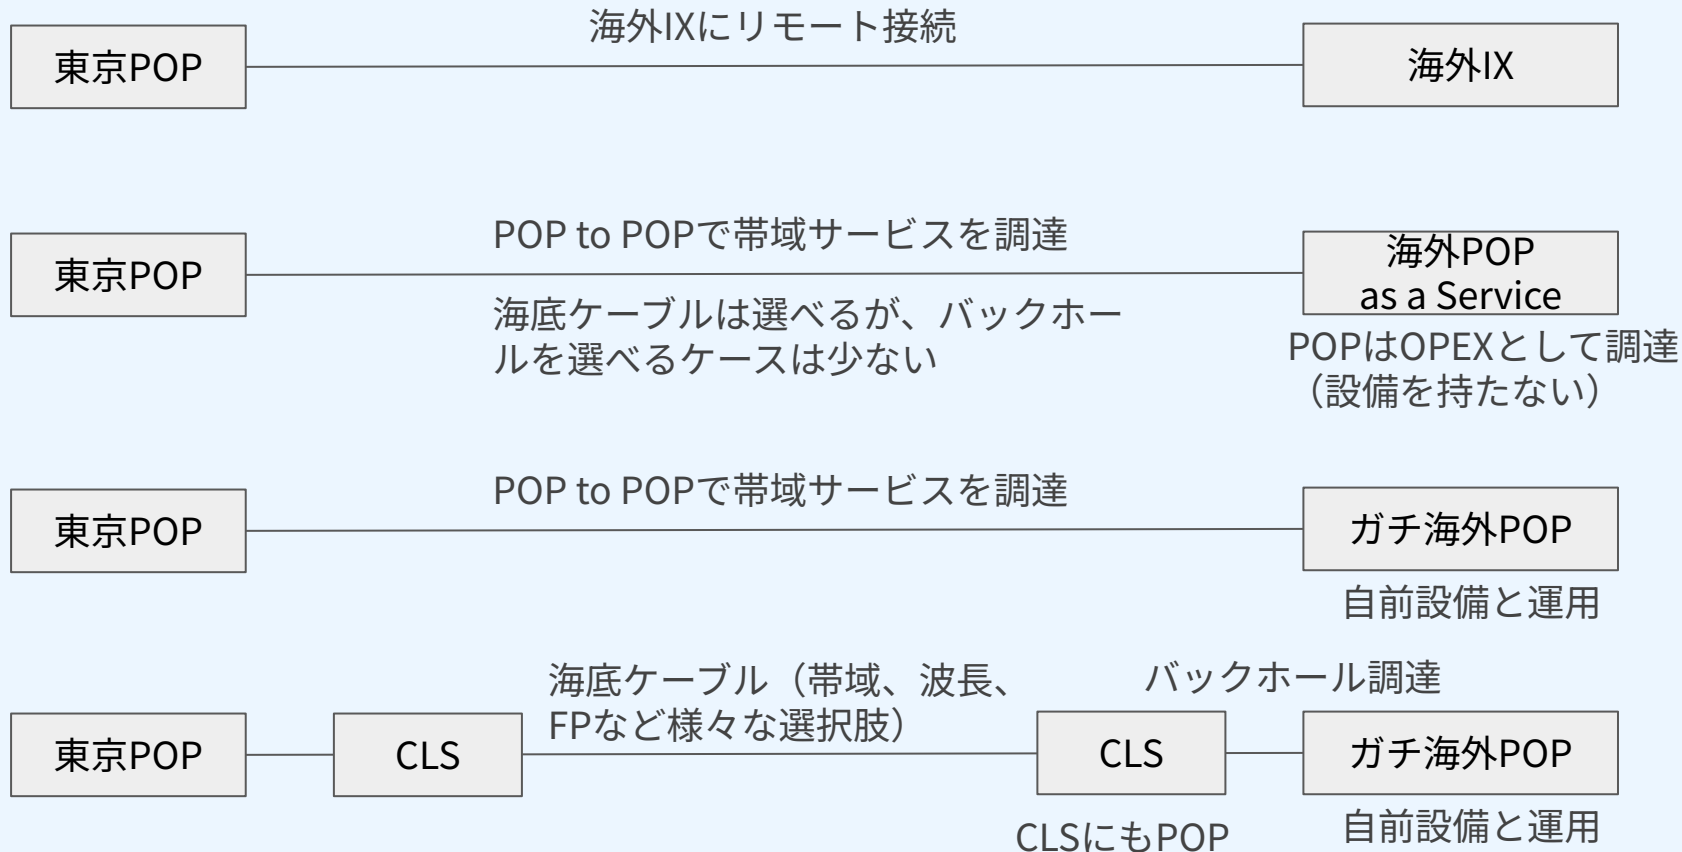 海外IXにリモート接続
東京POP
海外IX
POP to POPで帯域サービスを調達
東京POP
海外POP
as a Service
海底ケーブルは選べるが、バックホー
ルを選べるケースは少ない
POPはOPEXとして調達
（設備を持たない）
POP to POPで帯域サービスを調達
東京POP
ガチ海外POP
自前設備と運用
海底ケーブル（帯域、波長、
FPなど様々な選択肢）
バックホール調達
東京POP
CLS
CLS
ガチ海外POP
CLSにもPOP
自前設備と運用